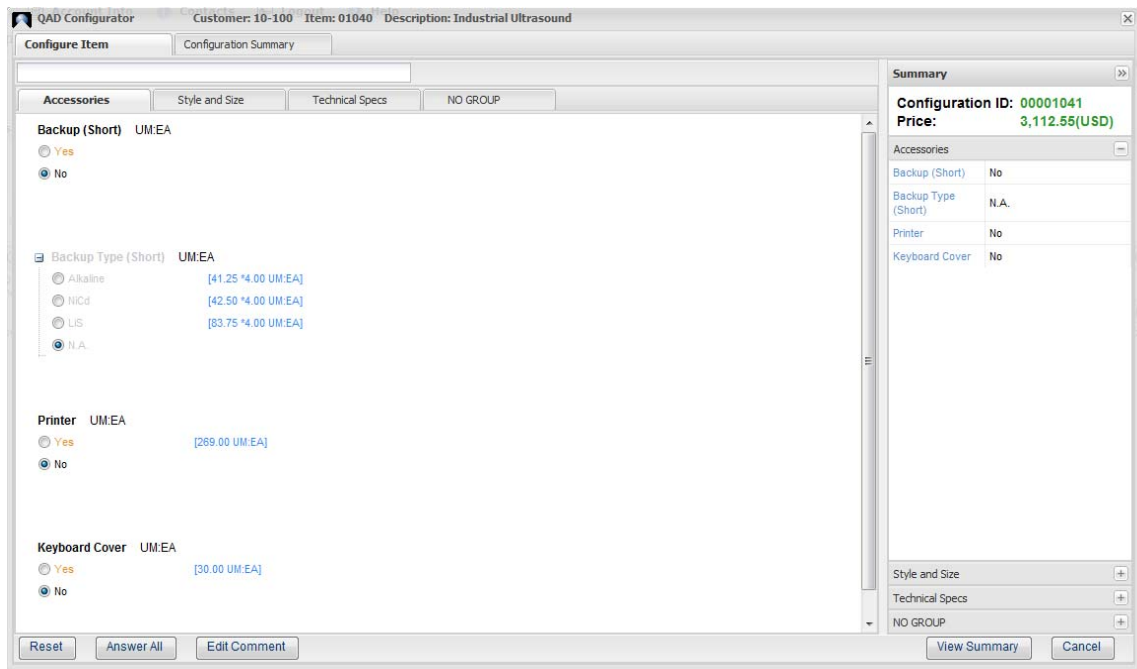 Account Info Contacts Logout Help
QAD Configurator Customer: 10-100 Item: 01040 Description: Industrial Ultrasound
Configure Item Configuration Summary
Accessories Style and Size Technical Specs NO GROUP
Backup (Short) UM:EA
Yes
No
Backup Type (Short) UM:EA
Alkaline [41.25 *4.00 UM:EA]
NiCd [42.50 *4.00 UM:EA]
LiS [83.75 *4.00 UM:EA]
N.A.
Printer UM:EA
Yes [269.00 UM:EA]
No
Keyboard Cover UM:EA
Yes [30.00 UM:EA]
No
Reset Answer All Edit Comment
Summary
Configuration ID: 00001041
Price: 3,112.55(USD)
Accessories
Backup (Short) No
Backup Type
(Short) N.A.
Printer No
Keyboard Cover No
Style and Size
Technical Specs
NO GROUP
View Summary Cancel